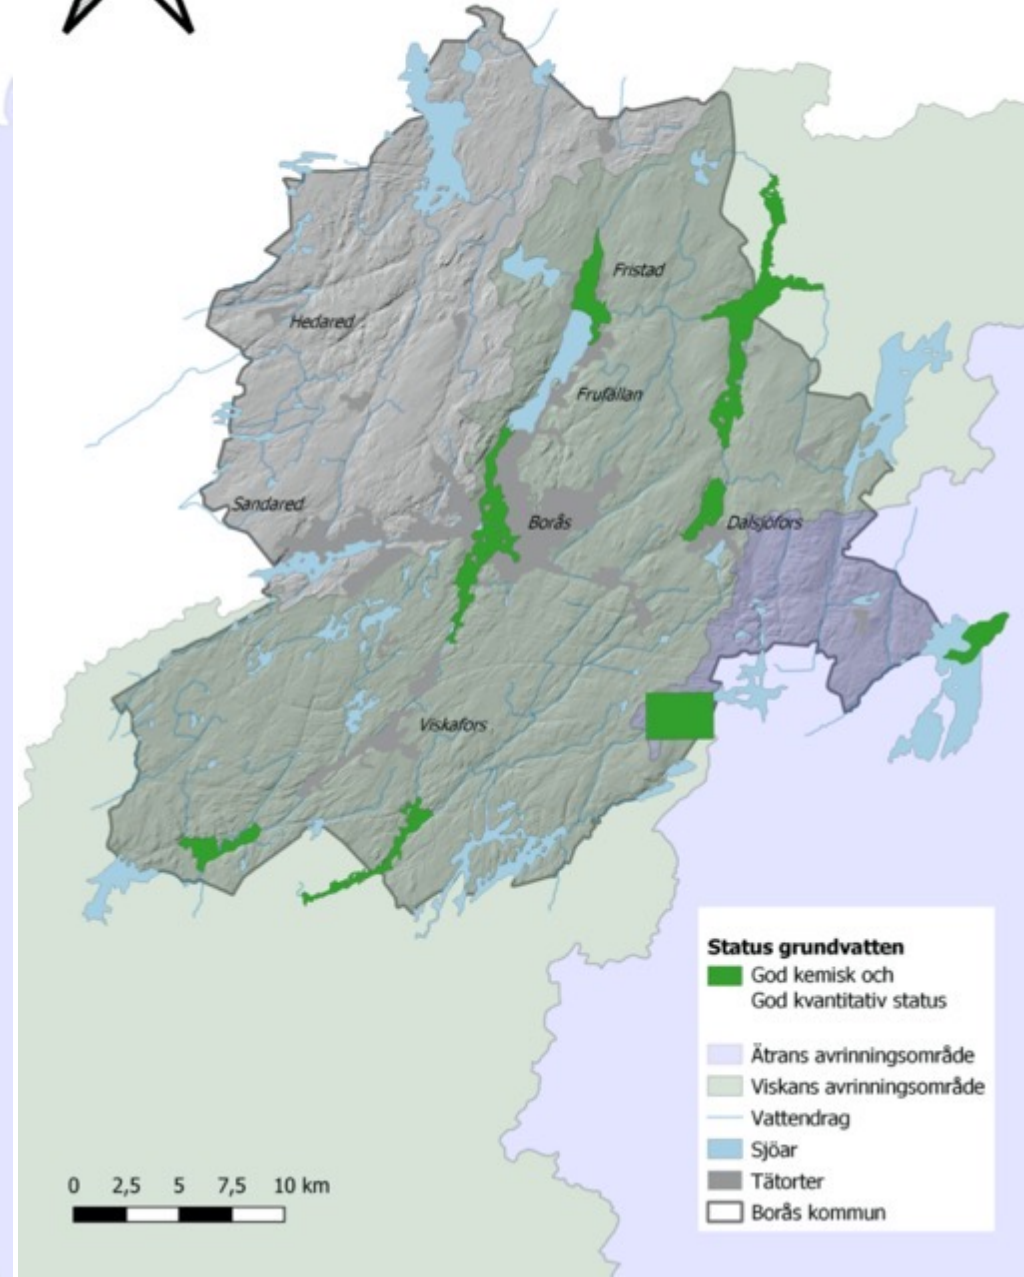 Fristad
Hedared
Frufällan
Sandared
Borås
Dalsjöfors
Viskafors
Status grundvatten
God kemisk och
God kvantitativ status
Ätrans avrinningsområde
Viskans avrinningsområde
Vattendrag
Sjöar
Tätorter
Borås kommun
0 2,5 5 7,5 10 km